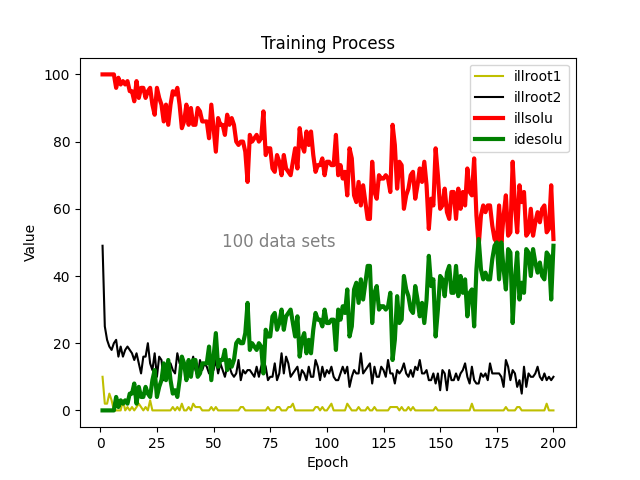 Training Process
illroot1
illroot2
illsolu
idesolu
100 data sets
Value
100
80
60
40
20
0
0 25 50 75 100 125 150 175 200
Epoch